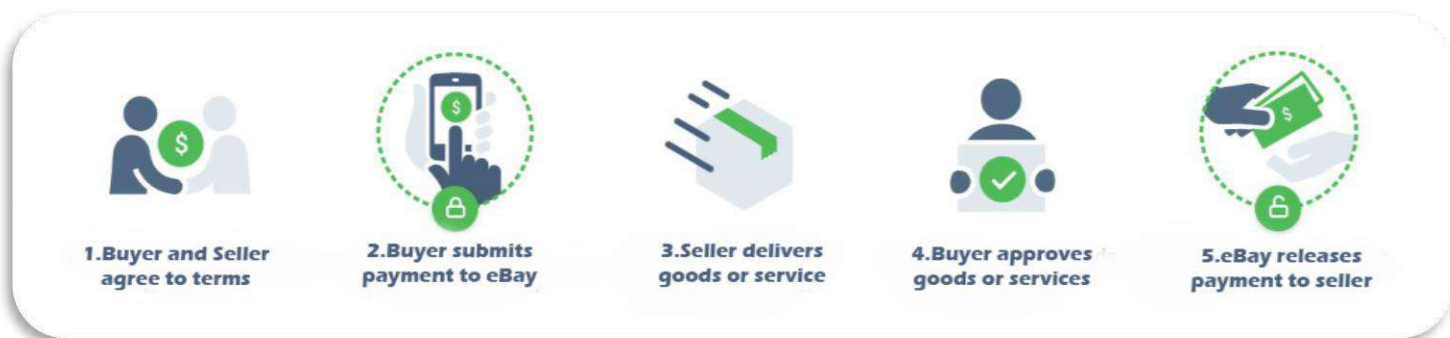 $
$
$
1.Buyer and Seller
agree to terms
2.Buyer submits
payment to eBay
3.Seller delivers
goods or service
4.Buyer approves
goods or services
5.eBay releases
payment to seller